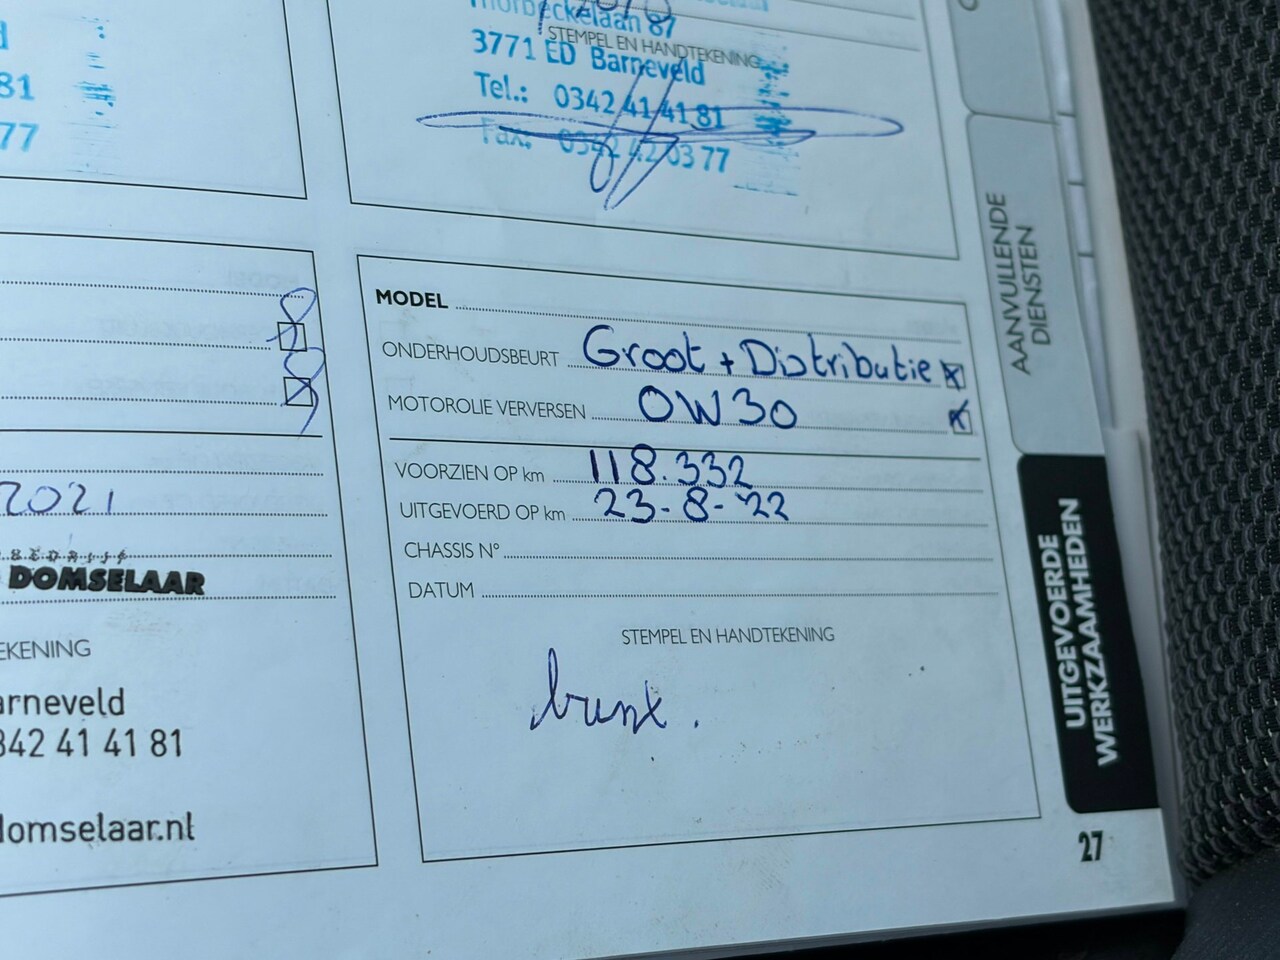 81
77
Thorbeckelaan 87
STEMPEL EN HANDTEKENING
3771 ED Barneveld
Tel.: 0342 41 41 81
Fax: 0342 42 03 77
2021
DOMSELAAR
EKENING
arneveld
342 41 41 81
domselaar.nl
MODEL
ONDERHOUDSBEURT Groot + Distributie
MOTOROLIE VERVERSEN 0W30
VOORZIEN OP km 118.332
UITGEVOERD OP km 23-8-'22
CHASSIS N°
DATUM
STEMPEL EN HANDTEKENING
AANVULLENDE
DIENSTEN
UITGEVOERDE
WERKZAAMHEDEN
27